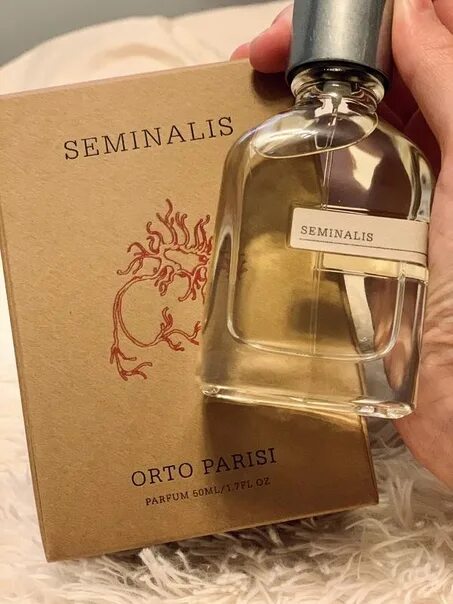 SEMINALIS
SEMINALIS
ORTO PARISI
PARFUM 50ML/1.7FL OZ